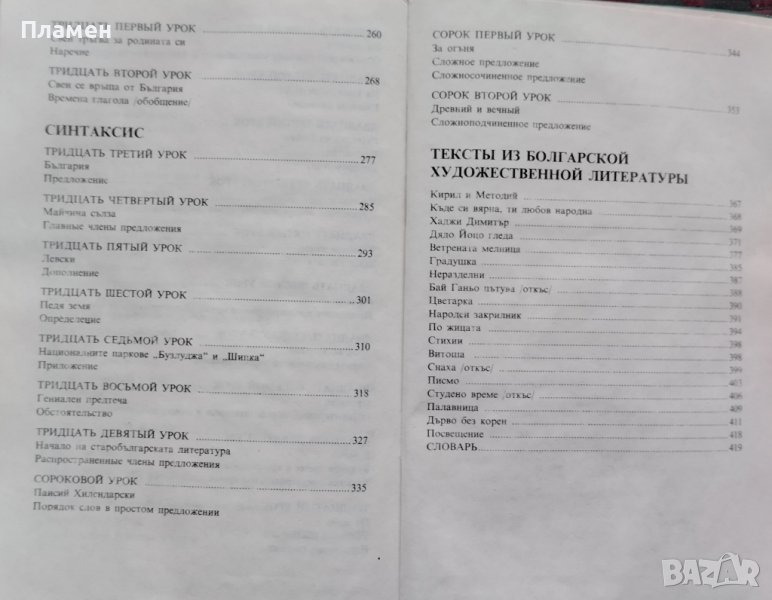 Пламен
ТРИДЦАТЬ ПЕРВЫЙ УРОК 260
тръгва за родината си
Наречие
ТРИДЦАТЬ ВТОРОЙ УРОК 268
Свен се връща от България
Времена глагола /обобщение/
СИНТАКСИС
ТРИДЦАТЬ ТРЕТИЙ УРОК 277
България
Предложение
ТРИДЦАТЬ ЧЕТВЕРТЫЙ УРОК 285
Майчина сълза
Главные члены предложения
ТРИДЦАТЬ ПЯТЫЙ УРОК 293
Левски
Дополнение
ТРИДЦАТЬ ШЕСТОЙ УРОК 301
Педя земя
Определение
ТРИДЦАТЬ СЕДЬМОЙ УРОК 310
Националните паркове „Бузлуджа“ и „Шипка“
Приложение
ТРИДЦАТЬ ВОСЬМОЙ УРОК 318
Гениален предтеча
Обстоятельство
ТРИДЦАТЬ ДЕВЯТЫЙ УРОК 327
Начало на старобългарската литература
Распространенные члены предложения
СОРОКОВОЙ УРОК 335
Паисий Хилендарски
Порядок слов в простом предложении
СОРОК ПЕРВЫЙ УРОК 344
За огъня
Сложное предложение
Сложносочиненное предложение
СОРОК ВТОРОЙ УРОК 353
Древний и вечный
Сложноподчиненное предложение
ТЕКСТЫ ИЗ БОЛГАРСКОЙ
ХУДОЖЕСТВЕННОЙ ЛИТЕРАТУРЫ
Кирил и Методий 367
Къде си вярна, ти любов народна 368
Хаджи Димитър 369
Дядо Йоцо гледа 371
Ветрената мелница 377
Градушка 385
Неразделни 387
Бай Ганьо пътува /откъс/ 388
Цветарка 390
Народен закрилник 391
По жицата 394
Стихии 398
Витоша 398
Снаха /откъс/ 399
Писмо 403
Студено време /откъс/ 406
Палавница 409
Дърво без корен 411
Посвещение 418
СЛОВАРЬ 419
BAZAR